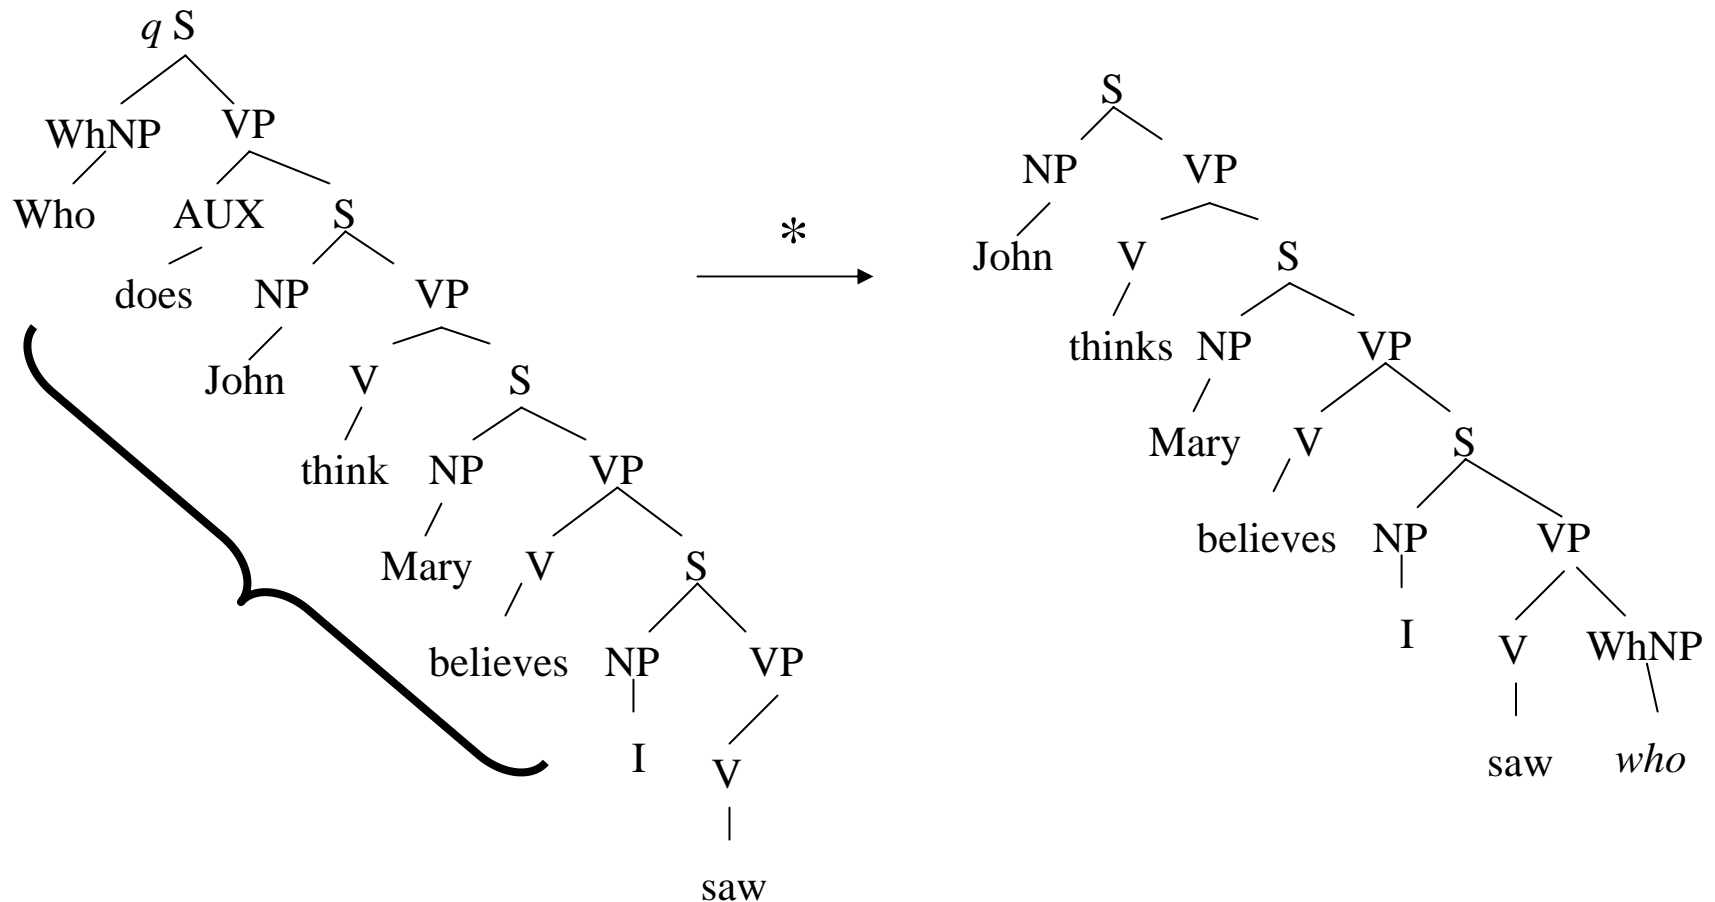 q S
WhNP VP
Who AUX S
does NP VP
John V S
think NP VP
Mary V S
believes NP VP
I V
saw
*
S
NP VP
John V S
thinks NP VP
Mary V S
believes NP VP
I V WhNP
saw who